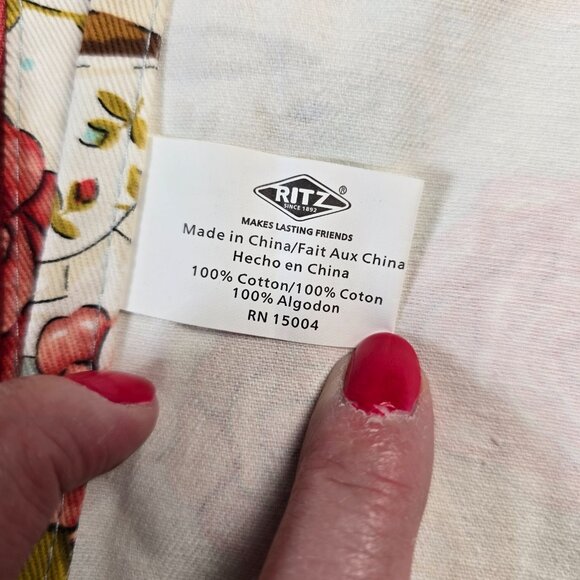 RITZ®
SINCE 1892
MAKES LASTING FRIENDS
Made in China/Fait Aux China
Hecho en China
100% Cotton/100% Coton
100% Algodon
RN 15004